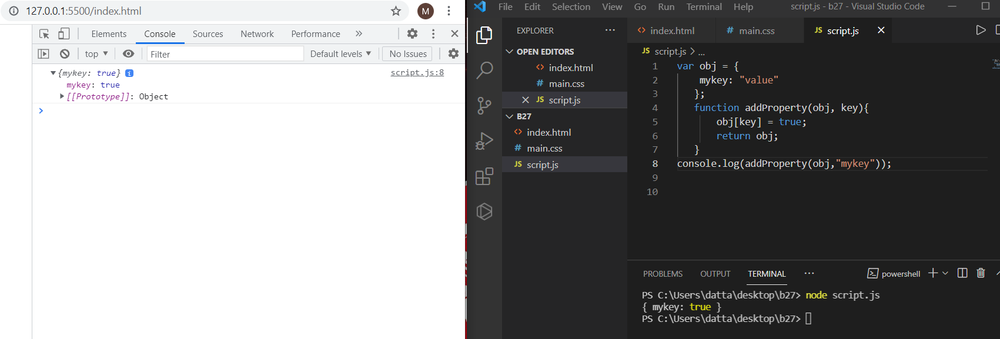 127.0.0.1:5500/index.html
M
Elements Console Sources Network Performance
top Filter Default levels No Issues
{mykey: true} i script.js:8
mykey: true
[[Prototype]]: Object
File Edit Selection View Go Run Terminal Help script.js - b27 - Visual Studio Code
EXPLORER
OPEN EDITORS
index.html
# main.css
JS script.js
B27
index.html
# main.css
JS script.js
index.html # main.css JS script.js
JS script.js > ...
1 var obj = {
2 mykey: "value"
3 };
4 function addProperty(obj, key){
5 obj[key] = true;
6 return obj;
7 }
8 console.log(addProperty(obj,"mykey"));
9
10
PROBLEMS OUTPUT TERMINAL ... powershell
PS C:\Users\datta\desktop\b27> node script.js
{ mykey: true }
PS C:\Users\datta\desktop\b27>